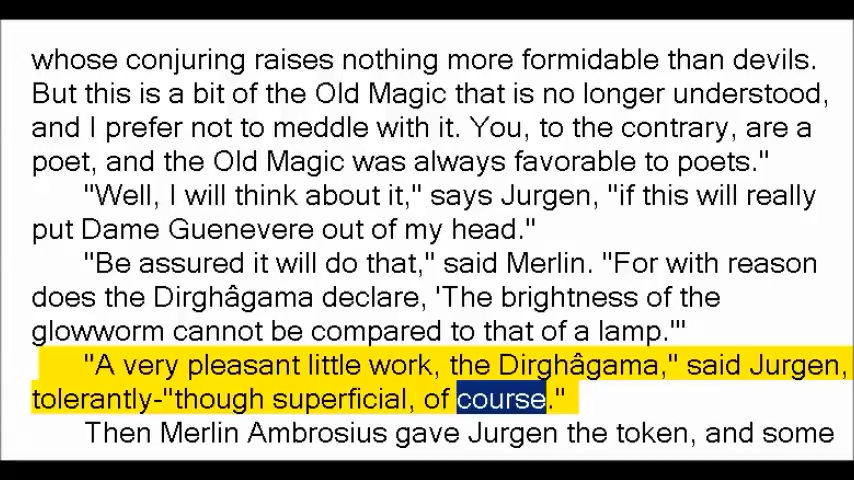 whose conjuring raises nothing more formidable than devils.
But this is a bit of the Old Magic that is no longer understood,
and I prefer not to meddle with it. You, to the contrary, are a
poet, and the Old Magic was always favorable to poets."
"Well, I will think about it," says Jurgen, "if this will really
put Dame Guenevere out of my head."
"Be assured it will do that," said Merlin. "For with reason
does the Dirghâgama declare, 'The brightness of the
glowworm cannot be compared to that of a lamp.'"
"A very pleasant little work, the Dirghâgama," said Jurgen,
tolerantly-"though superficial, of course."
Then Merlin Ambrosius gave Jurgen the token, and some